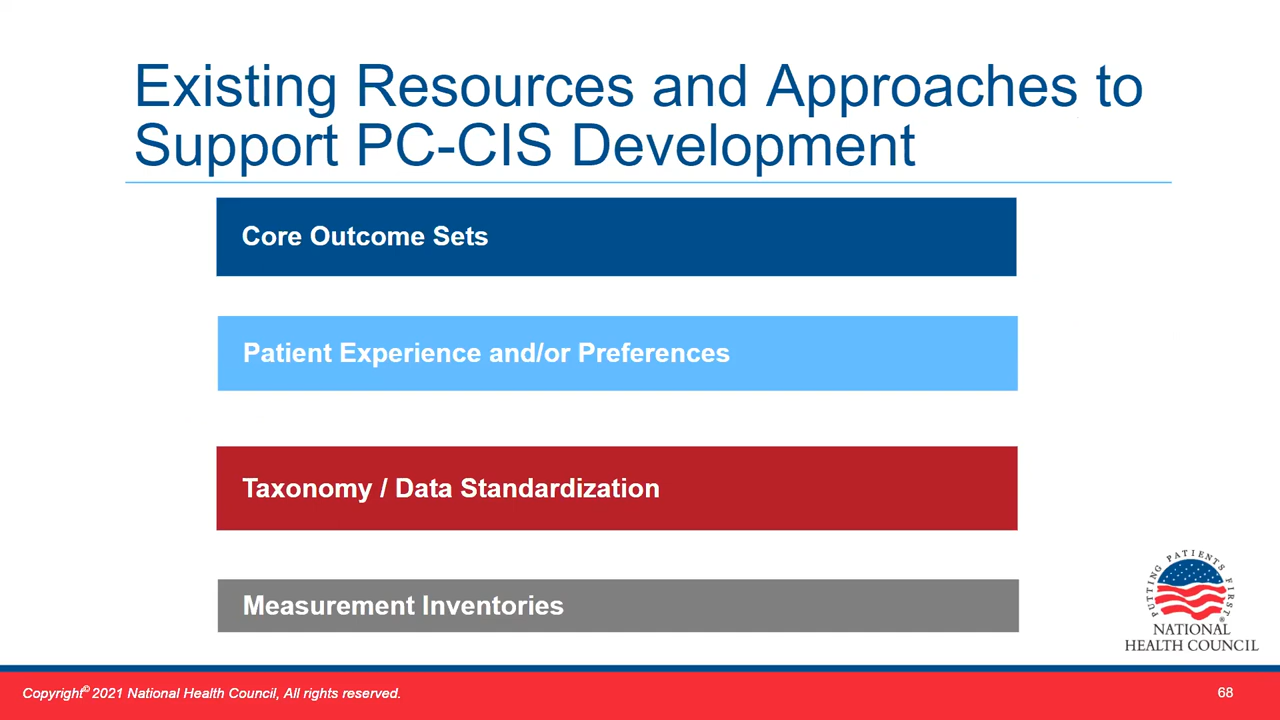 Existing Resources and Approaches to
Support PC-CIS Development
Core Outcome Sets
Patient Experience and/or Preferences
Taxonomy / Data Standardization
Measurement Inventories
PUTTING PATIENTS FIRST®
NATIONAL
HEALTH COUNCIL
Copyright© 2021 National Health Council, All rights reserved.
68